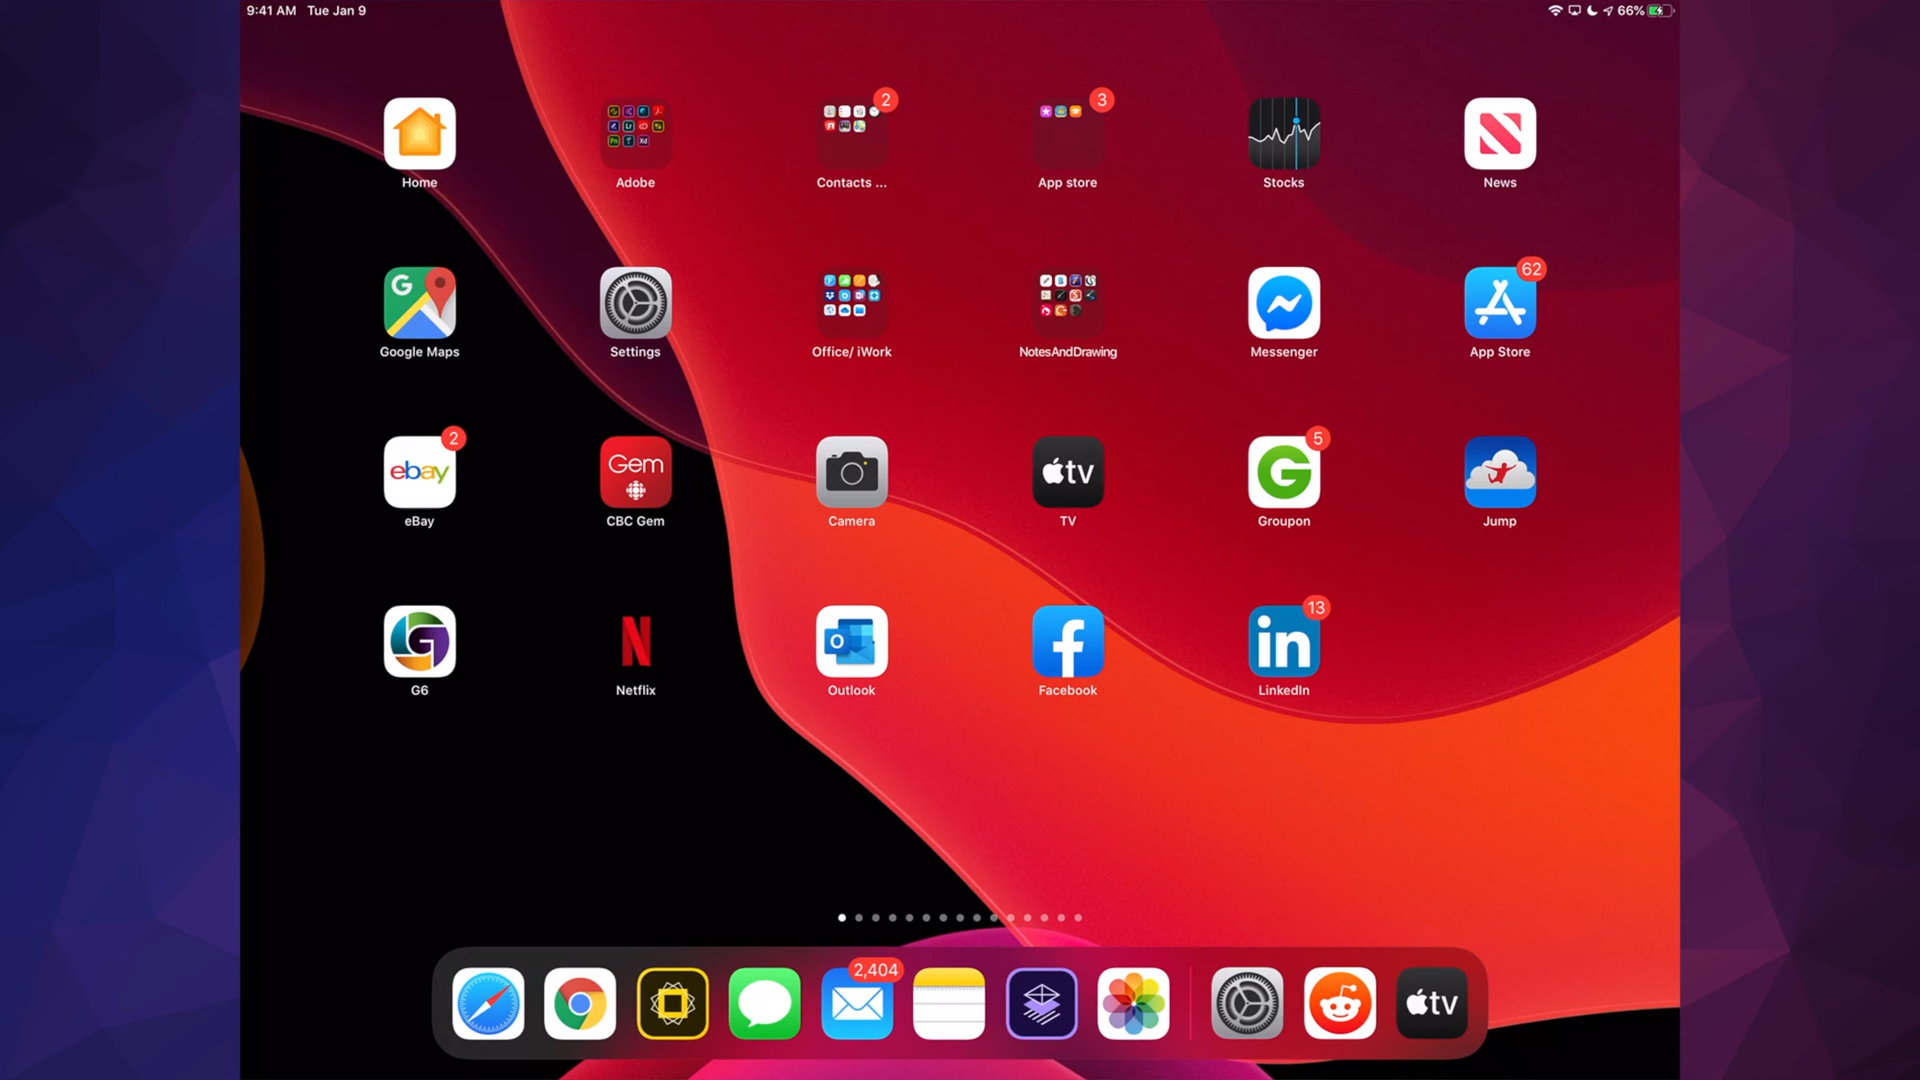 9:41 AM Tue Jan 9
66%
2
3
Home
Adobe
Contacts ...
App store
Stocks
News
62
Google Maps
Settings
Office/ iWork
NotesAndDrawing
Messenger
App Store
2
ebay
Gem
tv
5
eBay
CBC Gem
Camera
TV
Groupon
Jump
13
in
G6
Netflix
Outlook
Facebook
LinkedIn
2,404
tv